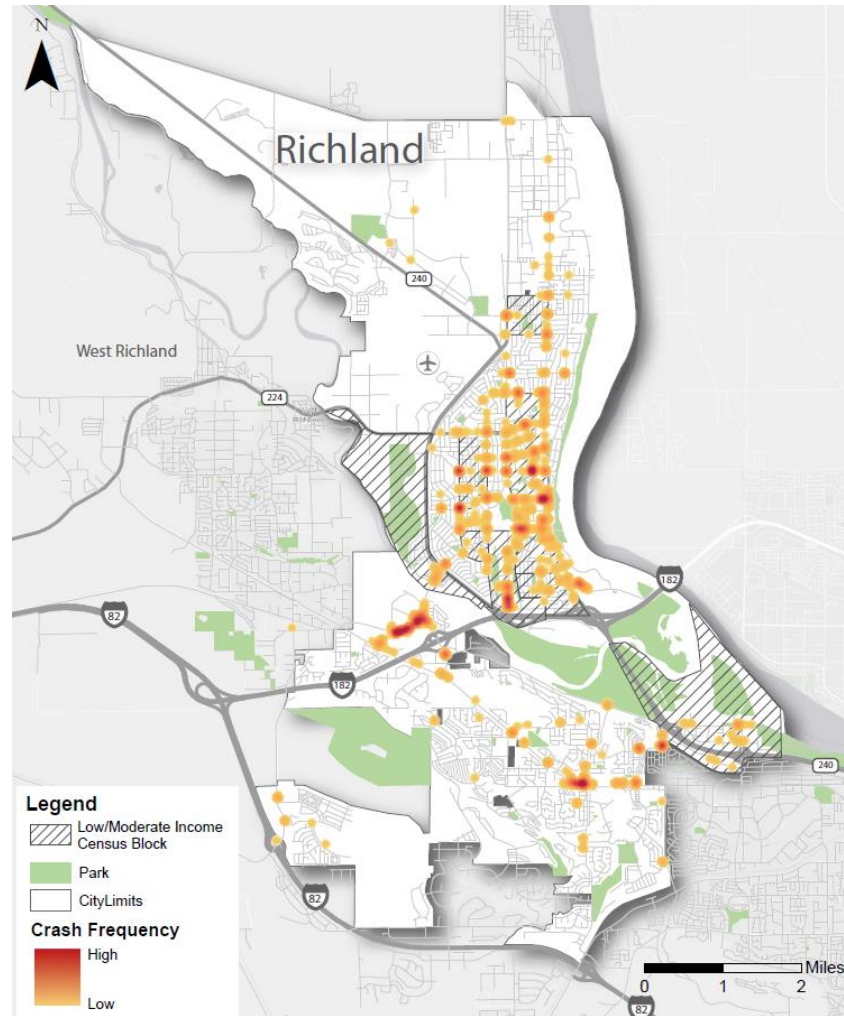 N
Richland
240
West Richland
224
182
82
182
240
Legend
Low/Moderate Income
Census Block
Park
CityLimits
Crash Frequency
High
Low
82
Miles
0 1 2
82